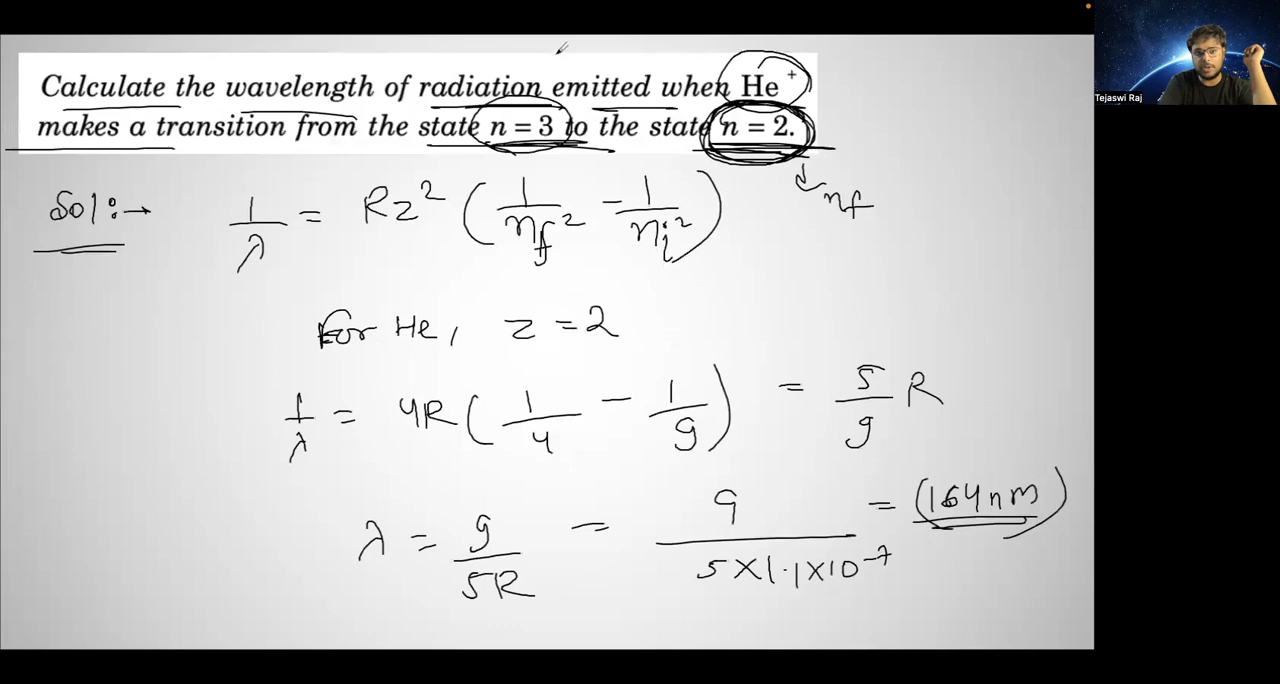 Calculate the wavelength of radiation emitted when He⁺
makes a transition from the state n = 3 to the state n = 2.
nf
Sol:→ 1/λ = Rz² (1/nf² - 1/ni²)
For He, z = 2
1/λ = 4R (1/4 - 1/9) = 5/9 R
λ = 9/5R = 9/5×1.1×10⁻⁷ = (164nm)
Tejaswi Raj